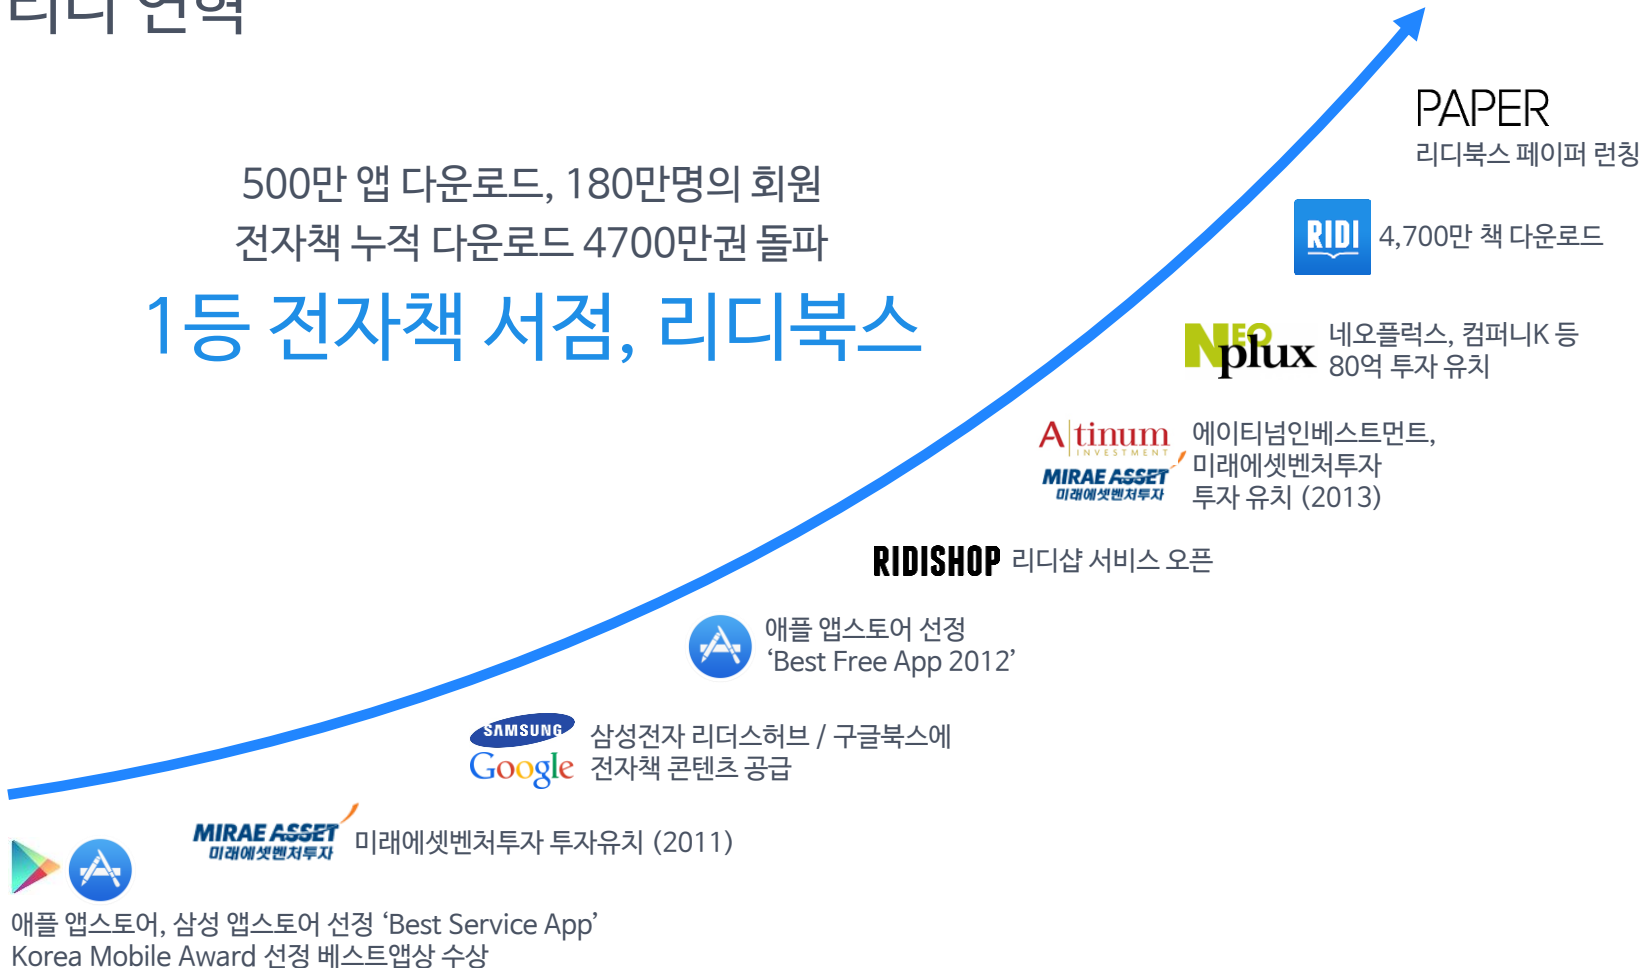 리디 연혁
500만 앱 다운로드, 180만명의 회원
전자책 누적 다운로드 4700만권 돌파
1등 전자책 서점, 리디북스
PAPER
리디북스 페이퍼 런칭
RIDI
4,700만 책 다운로드
NEOplux
네오플럭스, 컴퍼니K 등
80억 투자 유치
Atinum
INVESTMENT
MIRAE ASSET
미래에셋벤처투자
에이티넘인베스트먼트,
미래에셋벤처투자
투자 유치 (2013)
RIDISHOP
리디샵 서비스 오픈
애플 앱스토어 선정
‘Best Free App 2012’
SAMSUNG
Google
삼성전자 리더스허브 / 구글북스에
전자책 콘텐츠 공급
MIRAE ASSET
미래에셋벤처투자
미래에셋벤처투자 투자유치 (2011)
애플 앱스토어, 삼성 앱스토어 선정 ‘Best Service App’
Korea Mobile Award 선정 베스트앱상 수상